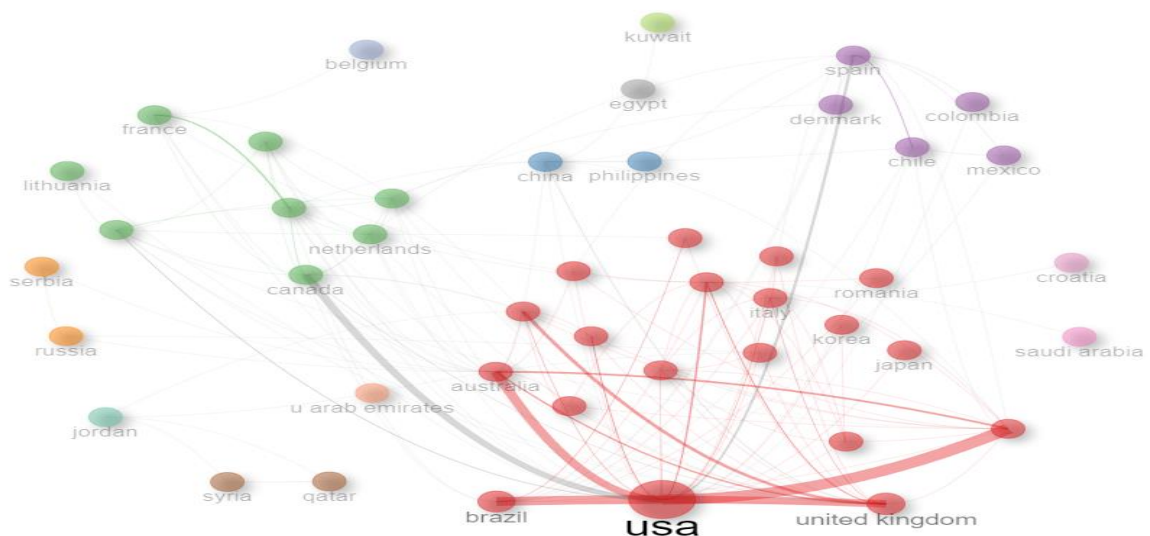 kuwait
belgium
spain
egypt
denmark
colombia
france
chile
mexico
china
philippines
lithuania
netherlands
serbia
canada
croatia
romania
italy
korea
russia
saudi arabia
japan
australia
u arab emirates
jordan
syria
qatar
brazil
united kingdom
usa